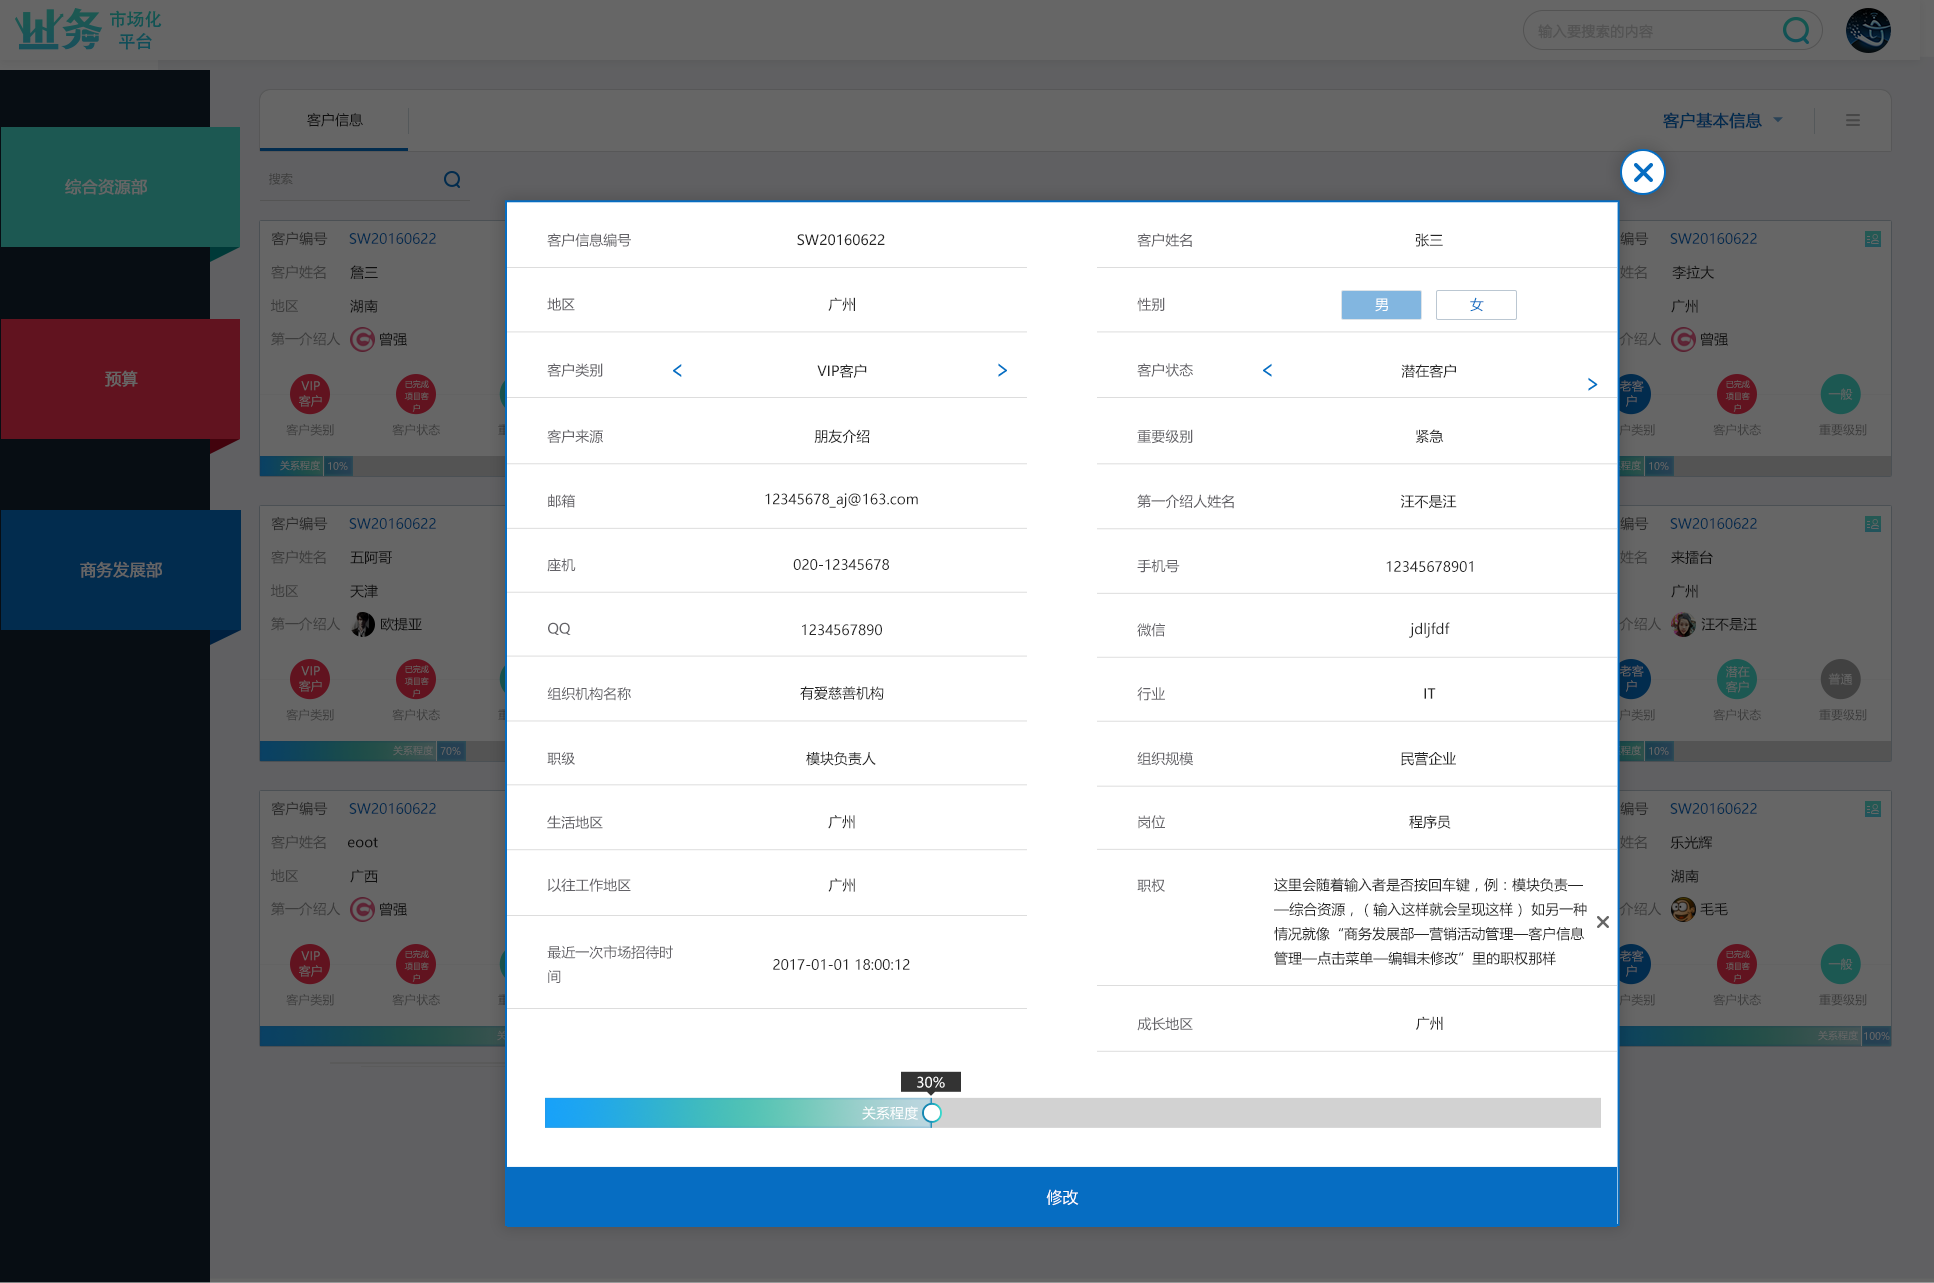 业务 市场化
平台
输入要搜索的内容
客户信息
客户基本信息
搜索
综合资源部
预算
商务发展部
客户编号 SW20160622
客户姓名 詹三
地区 湖南
第一介绍人 曾强
VIP
客户
已完成
项目客
户
客户类别 客户状态
关系程度 10%
客户编号 SW20160622
客户姓名 五阿哥
地区 天津
第一介绍人 欧提亚
VIP
客户
已完成
项目客
户
客户类别 客户状态
关系程度 70%
客户编号 SW20160622
客户姓名 eoot
地区 广西
第一介绍人 曾强
VIP
客户
已完成
项目客
户
客户类别 客户状态
客户信息编号 SW20160622
客户姓名 张三
地区 广州
性别 男 女
客户类别 < VIP客户 >
客户状态 < 潜在客户 >
客户来源 朋友介绍
重要级别 紧急
邮箱 12345678_aj@163.com
第一介绍人姓名 汪不是汪
座机 020-12345678
手机号 12345678901
QQ 1234567890
微信 jdljfdf
组织机构名称 有爱慈善机构
行业 IT
职级 模块负责人
组织规模 民营企业
生活地区 广州
岗位 程序员
以往工作地区 广州
职权 这里会随着输入者是否按回车键，例：模块负责—
—综合资源，（输入这样就会呈现这样）如另一种
情况就像“商务发展部—营销活动管理—客户信息
管理—点击菜单—编辑未修改”里的职权那样
最近一次市场招待时
间
2017-01-01 18:00:12
成长地区 广州
30%
关系程度
修改
编号 SW20160622
姓名 李拉大
广州
介绍人 曾强
老客
户
已完成
项目客
户
一般
户类别 客户状态 重要级别
程度 10%
编号 SW20160622
姓名 来擂台
广州
介绍人 汪不是汪
老客
户
潜在
客户
普通
户类别 客户状态 重要级别
程度 10%
编号 SW20160622
姓名 乐光辉
湖南
介绍人 毛毛
老客
户
已完成
项目客
户
一般
户类别 客户状态 重要级别
关系程度 100%